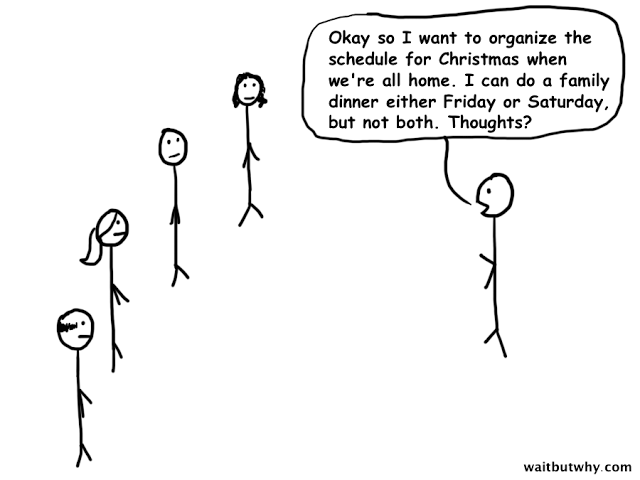 Okay so I want to organize the
schedule for Christmas when
we're all home. I can do a family
dinner either Friday or Saturday,
but not both. Thoughts?
waitbutwhy.com